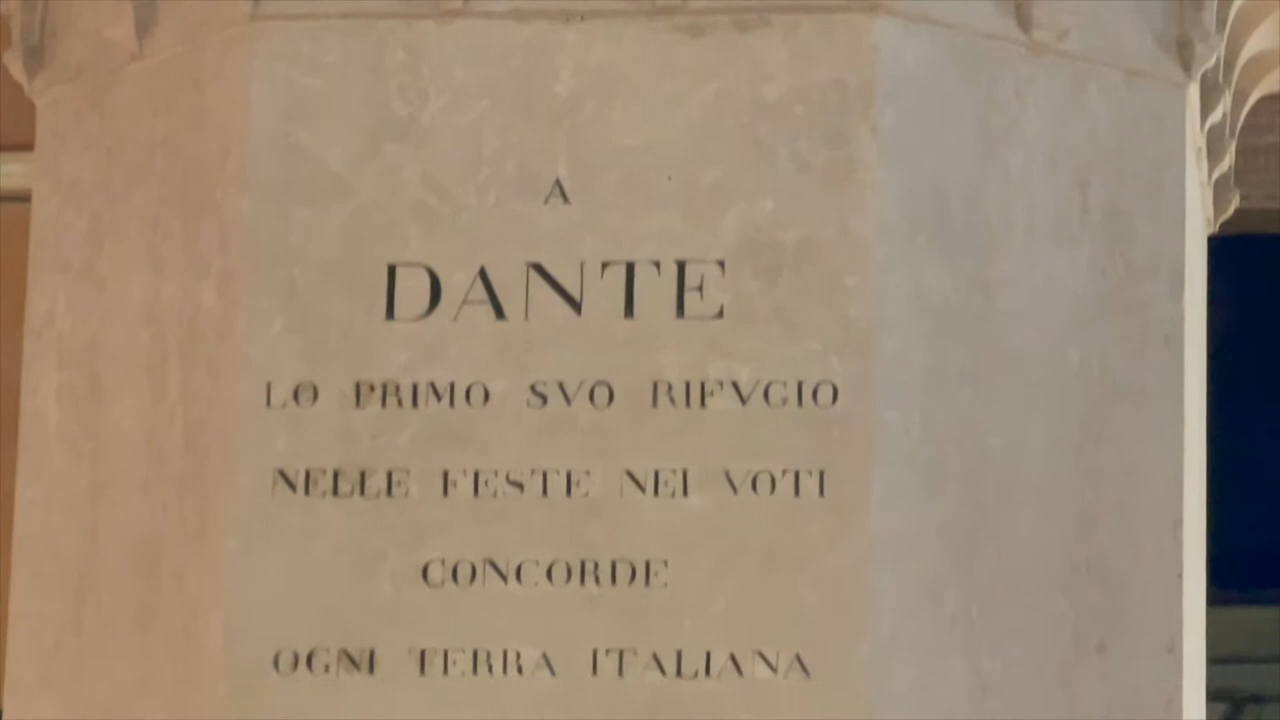 A
DANTE
LO PRIMO SVO RIFVGIO
NELLE FESTE NEI VOTI
CONCORDE
OGNI TERRA ITALIANA